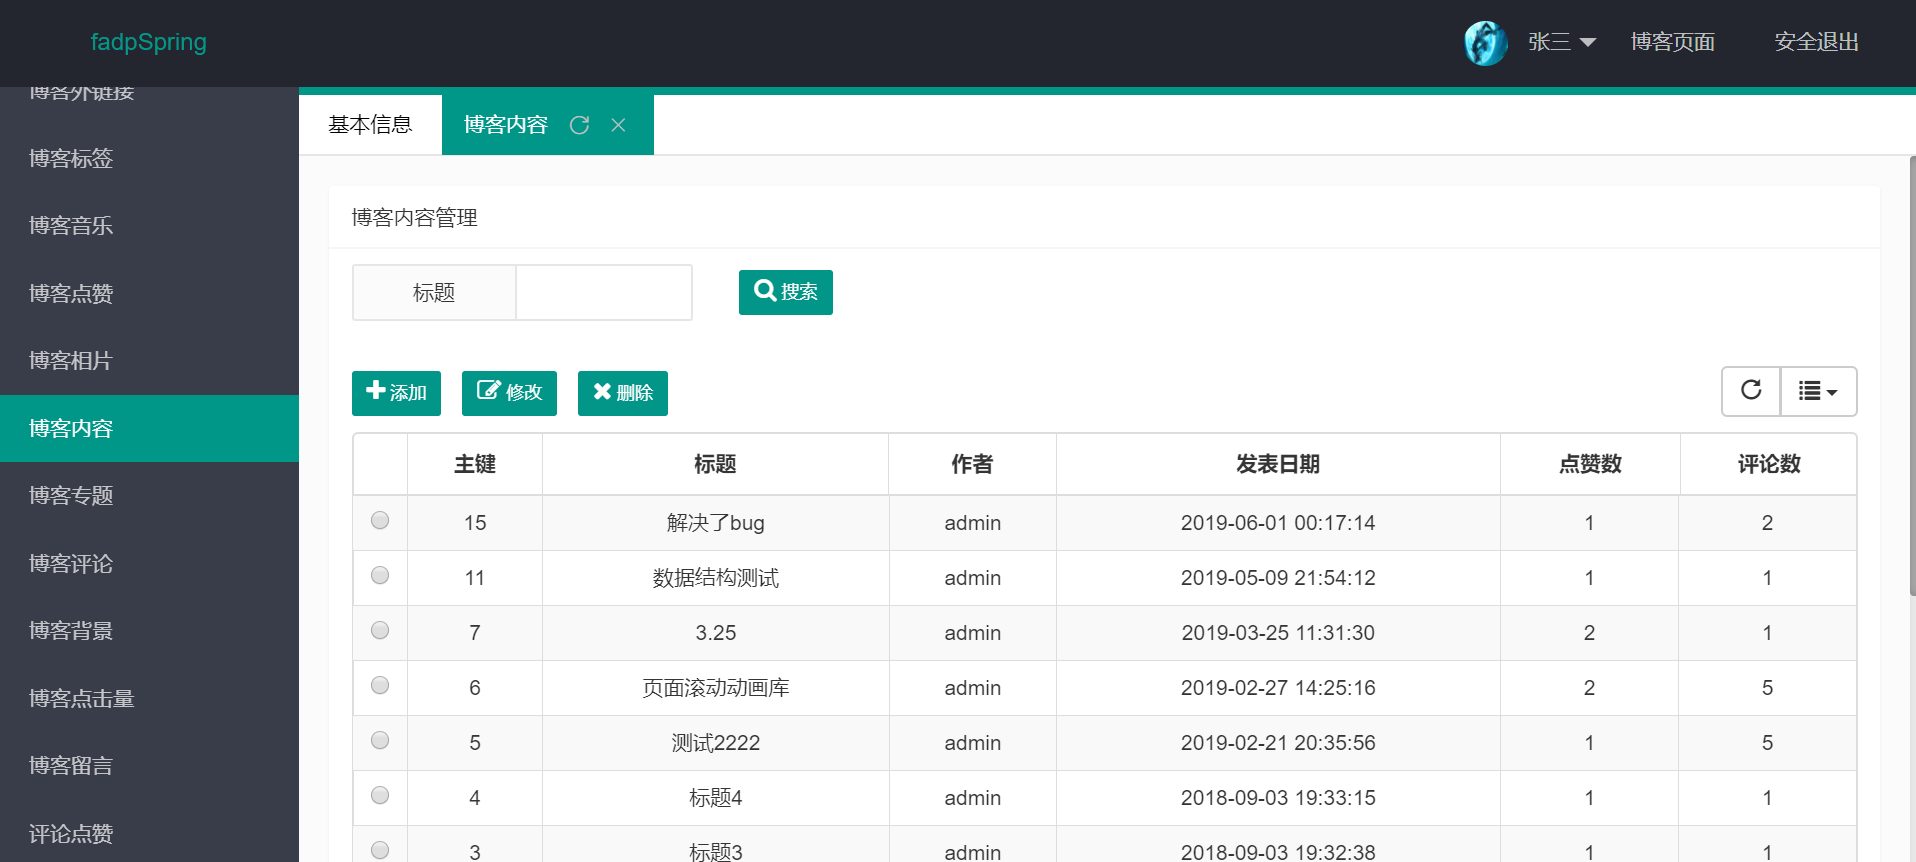 fadpSpring
张三
博客页面
安全退出
博客外链接
博客标签
博客音乐
博客点赞
博客相片
博客内容
博客专题
博客评论
博客背景
博客点击量
博客留言
评论点赞
基本信息
博客内容
博客内容管理
标题
搜索
添加
修改
删除
主键 标题 作者 发表日期 点赞数 评论数
15 解决了bug admin 2019-06-01 00:17:14 1 2
11 数据结构测试 admin 2019-05-09 21:54:12 1 1
7 3.25 admin 2019-03-25 11:31:30 2 1
6 页面滚动动画库 admin 2019-02-27 14:25:16 2 5
5 测试2222 admin 2019-02-21 20:35:56 1 5
4 标题4 admin 2018-09-03 19:33:15 1 1
3 标题3 admin 2018-09-03 19:32:38 1 1